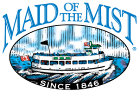 MAID OF THE MIST
SINCE 1846